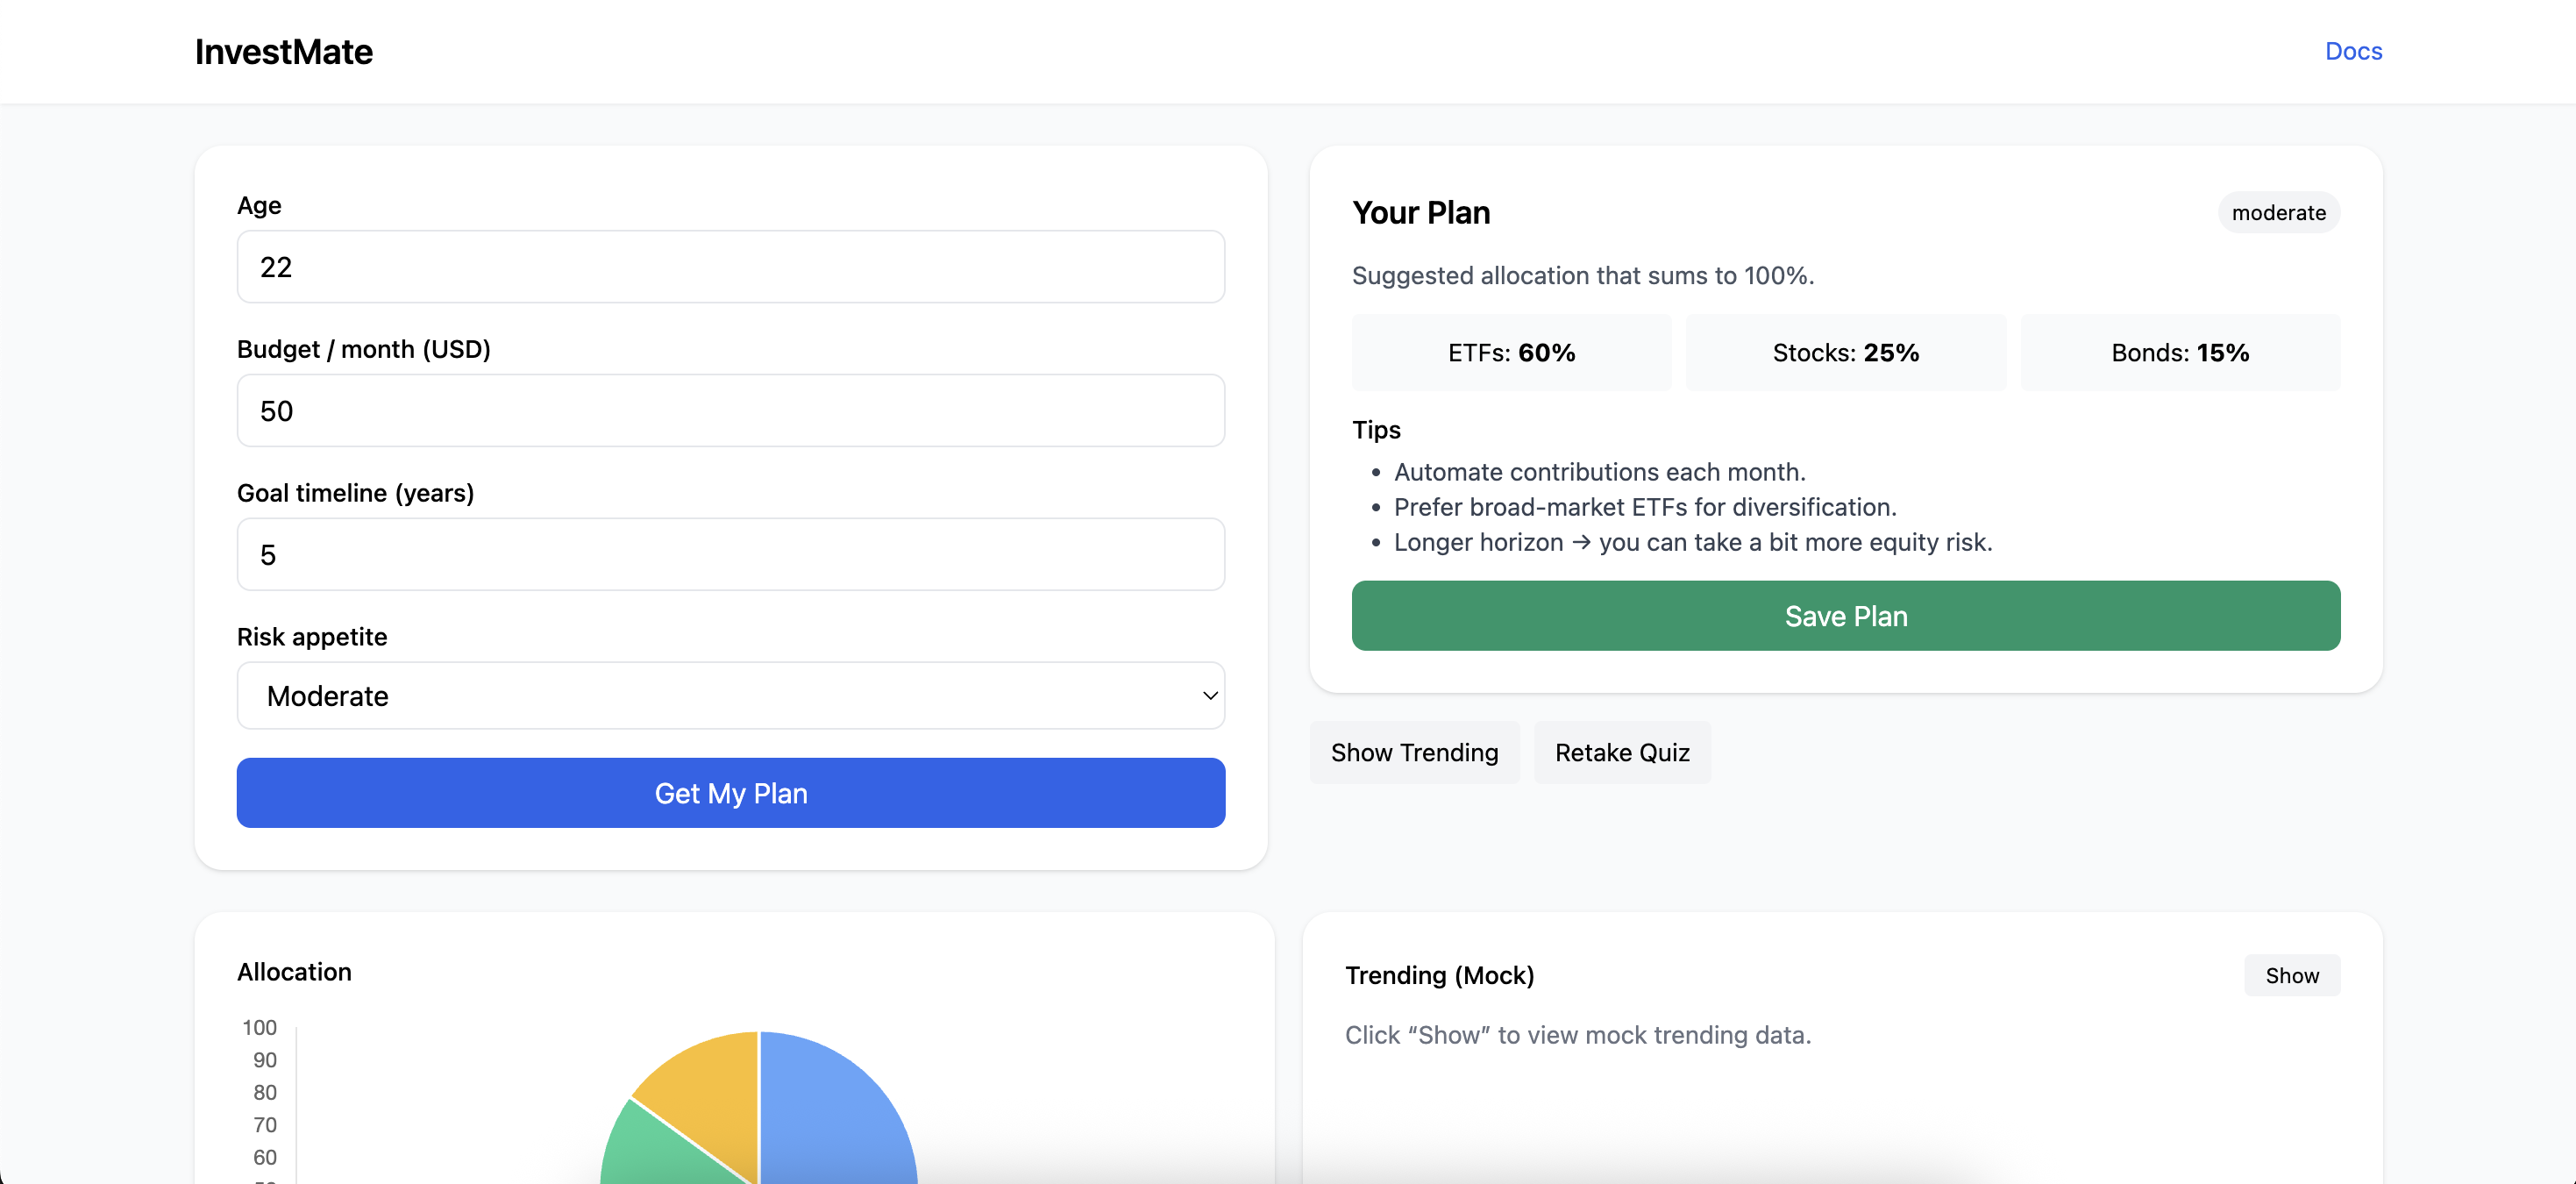 InvestMate
Docs
Age
22
Budget / month (USD)
50
Goal timeline (years)
5
Risk appetite
Moderate
Get My Plan
Your Plan
moderate
Suggested allocation that sums to 100%.
ETFs: 60%
Stocks: 25%
Bonds: 15%
Tips
• Automate contributions each month.
• Prefer broad-market ETFs for diversification.
• Longer horizon → you can take a bit more equity risk.
Save Plan
Show Trending
Retake Quiz
Allocation
100
90
80
70
60
Trending (Mock)
Show
Click “Show” to view mock trending data.